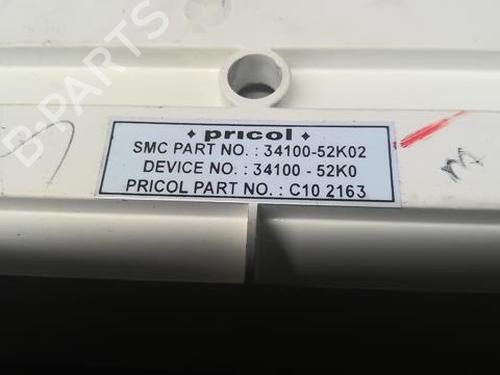 B-PARTS
♦ pricol ♦
SMC PART NO. : 34100-52K02
DEVICE NO. : 34100 - 52K0
PRICOL PART NO. : C10 2163
m